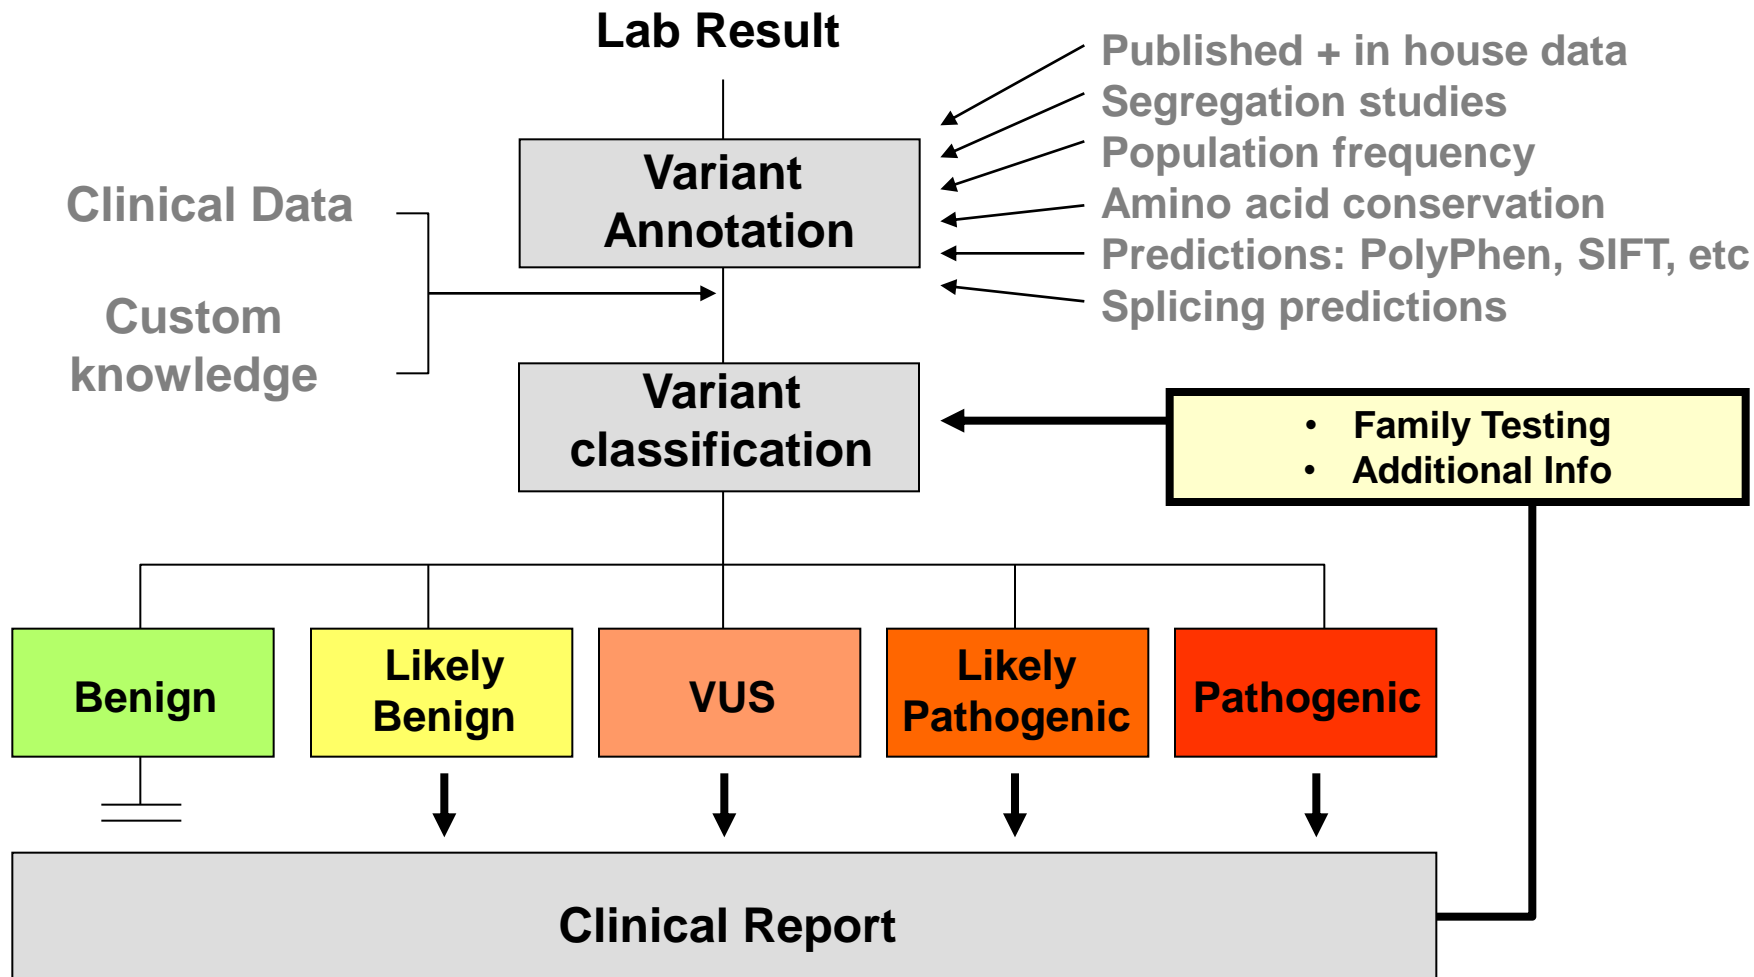 Lab Result
Published + in house data
Segregation studies
Population frequency
Amino acid conservation
Predictions: PolyPhen, SIFT, etc
Splicing predictions
Variant
Annotation
Clinical Data
Custom
knowledge
Variant
classification
• Family Testing
• Additional Info
Benign
Likely
Benign
VUS
Likely
Pathogenic
Pathogenic
Clinical Report